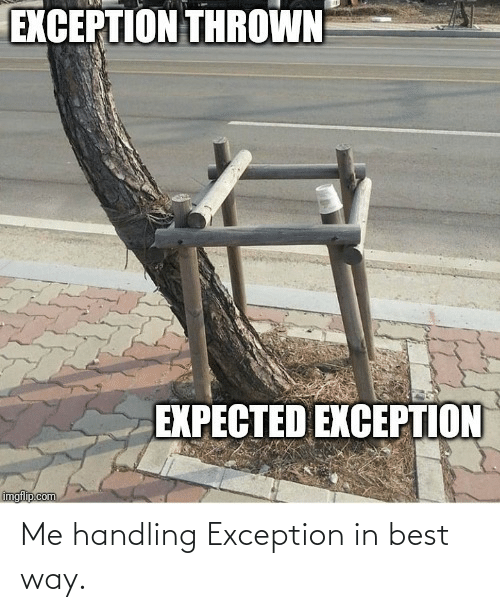 EXCEPTION THROWN
EXPECTED EXCEPTION
imgflip.com
Me handling Exception in best
way.